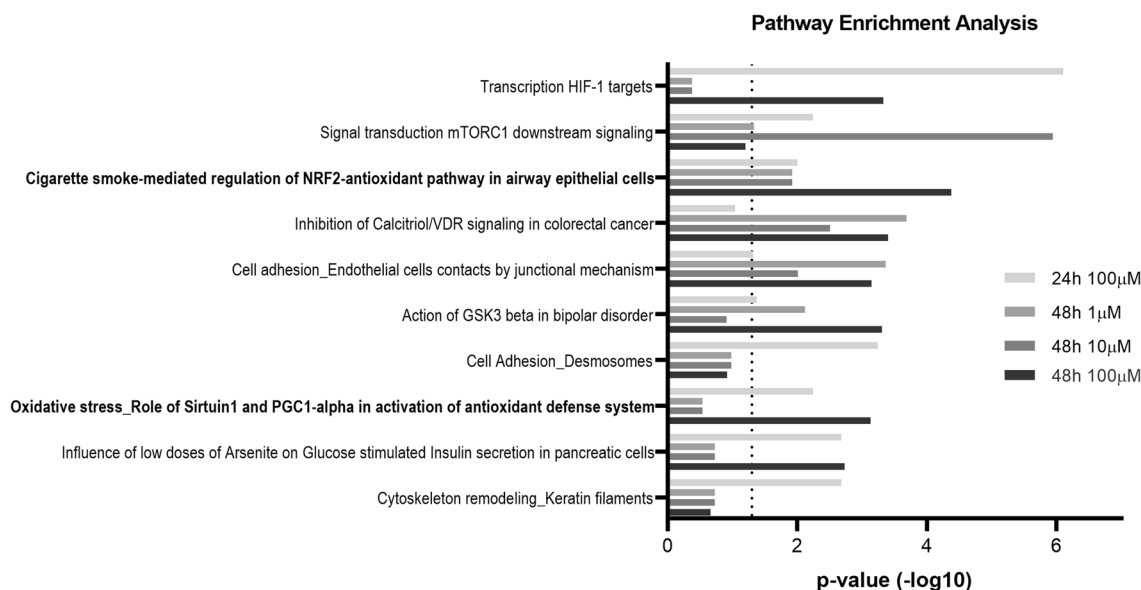 Pathway Enrichment Analysis
Transcription HIF-1 targets
Signal transduction mTORC1 downstream signaling
Cigarette smoke-mediated regulation of NRF2-antioxidant pathway in airway epithelial cells
Inhibition of Calcitriol/VDR signaling in colorectal cancer
Cell adhesion_Endothelial cells contacts by junctional mechanism
Action of GSK3 beta in bipolar disorder
Cell Adhesion_Desmosomes
Oxidative stress_Role of Sirtuin1 and PGC1-alpha in activation of antioxidant defense system
Influence of low doses of Arsenite on Glucose stimulated Insulin secretion in pancreatic cells
Cytoskeleton remodeling_Keratin filaments
24h 100μM
48h 1μM
48h 10μM
48h 100μM
0 2 4 6
p-value (-log10)